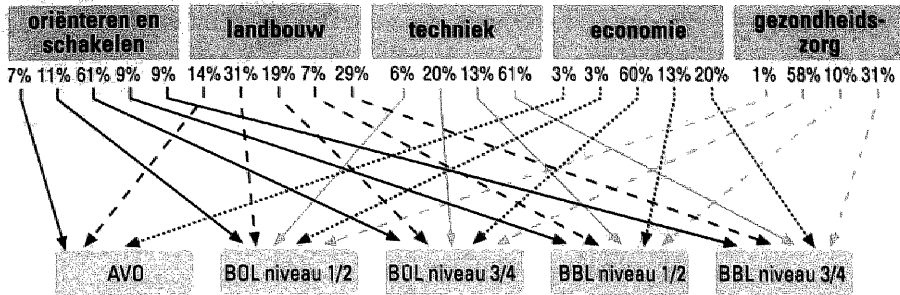 oriënteren en schakelen
landbouw
techniek
economie
gezondheids-
zorg
7% 11% 61% 9% 9% 14% 31% 19% 7% 29% 6% 20% 13% 61% 3% 3% 60% 13% 20% 1% 58% 10% 31%
AVO
BOL niveau 1/2
BOL niveau 3/4
BBL niveau 1/2
BBL niveau 3/4